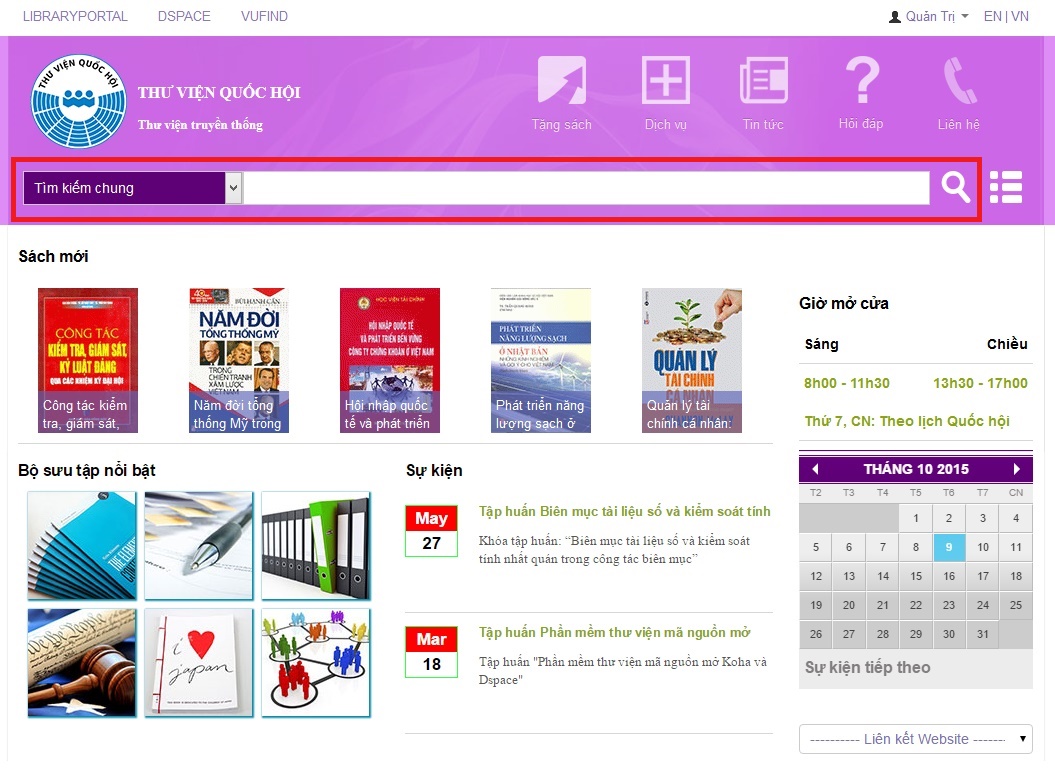 LIBRARYPORTAL DSPACE VUFIND Quản Trị EN | VN
THƯ VIỆN QUỐC HỘI
THƯ VIỆN QUỐC HỘI
Thư viện truyền thống
Tặng sách Dịch vụ Tin tức Hỏi đáp Liên hệ
Tìm kiếm chung
Sách mới
CÔNG TÁC
KIỂM TRA, GIÁM SÁT,
KỶ LUẬT ĐẢNG
QUA CÁC NHIỆM KỲ ĐẠI HỘI
Công tác kiểm
tra, giám sát,
BÙI HẠNH CẨN
NĂM ĐỜI
TỔNG THỐNG MỸ
TRONG
CHIẾN TRANH
XÂM LƯỢC
VIỆT NAM
Năm đời tổng
thống Mỹ trong
HỌC VIỆN TÀI CHÍNH
HỘI NHẬP QUỐC TẾ
VÀ PHÁT TRIỂN BỀN VỮNG
CÔNG TY CHỨNG KHOÁN Ở VIỆT NAM
Hội nhập quốc
tế và phát triển
PHÁT TRIỂN
NĂNG LƯỢNG SẠCH
Ở NHẬT BẢN
Phát triển năng
lượng sạch ở
QUẢN LÝ
TÀI CHÍNH
CÁ NHÂN
Quản lý tài
chính cá nhân:
Giờ mở cửa
Sáng Chiều
8h00 - 11h30 13h30 - 17h00
Thứ 7, CN: Theo lịch Quốc hội
Bộ sưu tập nổi bật
i
japan
Sự kiện
May
27
Tập huấn Biên mục tài liệu số và kiểm soát tính
Khóa tập huấn: “Biên mục tài liệu số và kiểm soát
tính nhất quán trong công tác biên mục”
Mar
18
Tập huấn Phần mềm thư viện mã nguồn mở
Tập huấn "Phần mềm thư viện mã nguồn mở Koha và
Dspace"
THÁNG 10 2015
T2 T3 T4 T5 T6 T7 CN
1 2 3 4
5 6 7 8 9 10 11
12 13 14 15 16 17 18
19 20 21 22 23 24 25
26 27 28 29 30 31
Sự kiện tiếp theo
---------- Liên kết Website ------